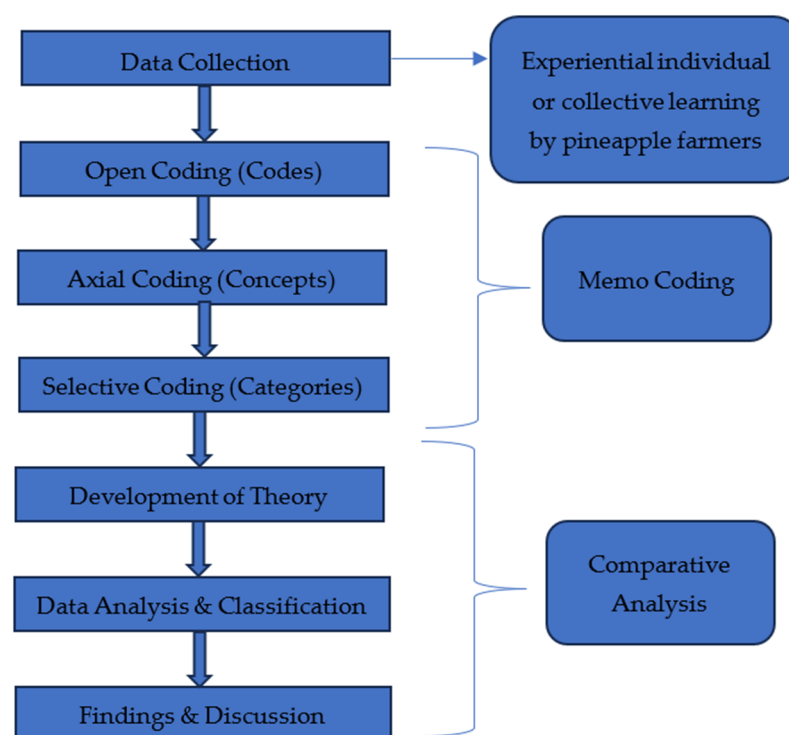 Data Collection
Experiential individual
or collective learning
by pineapple farmers
Open Coding (Codes)
Axial Coding (Concepts)
Memo Coding
Selective Coding (Categories)
Development of Theory
Data Analysis & Classification
Comparative
Analysis
Findings & Discussion